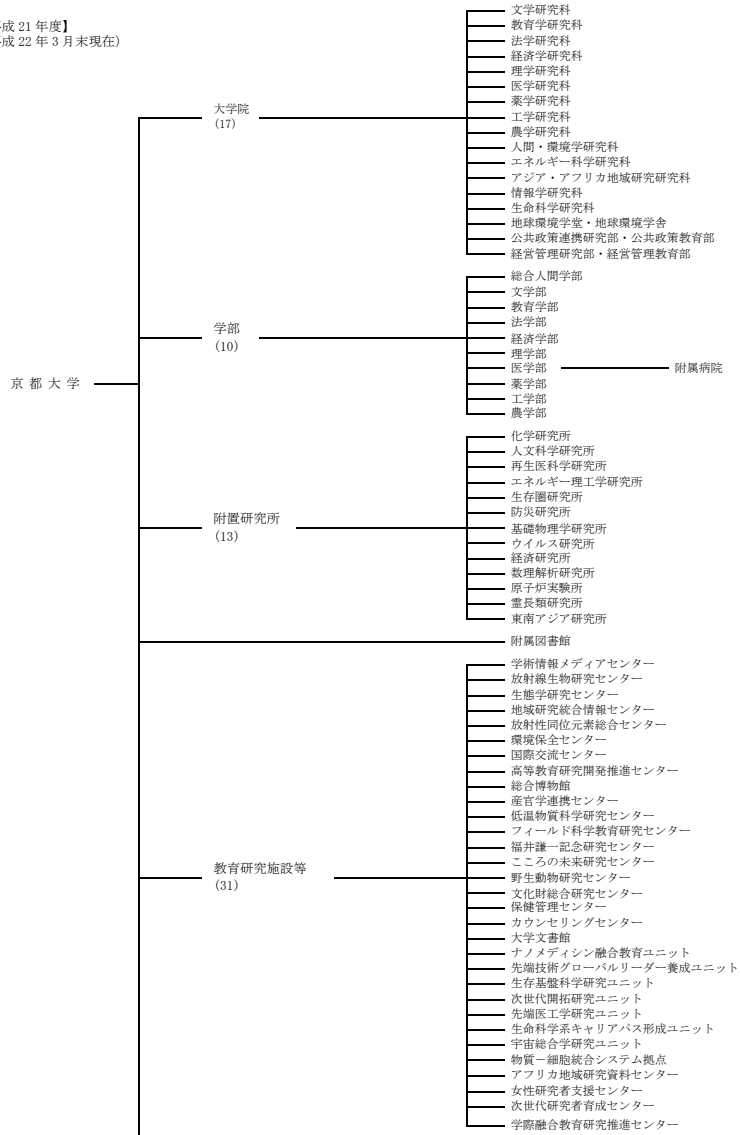 成 21 年度】
成 22 年 3 月末現在）
京 都 大 学
大学院
(17)
文学研究科
教育学研究科
法学研究科
経済学研究科
理学研究科
医学研究科
薬学研究科
工学研究科
農学研究科
人間・環境学研究科
エネルギー科学研究科
アジア・アフリカ地域研究研究科
情報学研究科
生命科学研究科
地球環境学堂・地球環境学舎
公共政策連携研究部・公共政策教育部
経営管理研究部・経営管理教育部
学部
(10)
総合人間学部
文学部
教育学部
法学部
経済学部
理学部
医学部
附属病院
薬学部
工学部
農学部
附置研究所
(13)
化学研究所
人文科学研究所
再生医科学研究所
エネルギー理工学研究所
生存圏研究所
防災研究所
基礎物理学研究所
ウイルス研究所
経済研究所
数理解析研究所
原子炉実験所
霊長類研究所
東南アジア研究所
附属図書館
教育研究施設等
(31)
学術情報メディアセンター
放射線生物研究センター
生態学研究センター
地域研究統合情報センター
放射性同位元素総合センター
環境保全センター
国際交流センター
高等教育研究開発推進センター
総合博物館
産官学連携センター
低温物質科学研究センター
フィールド科学教育研究センター
福井謙一記念研究センター
こころの未来研究センター
野生動物研究センター
文化財総合研究センター
保健管理センター
カウンセリングセンター
大学文書館
ナノメディシン融合教育ユニット
先端技術グローバルリーダー養成ユニット
生存基盤科学研究ユニット
次世代開拓研究ユニット
先端医工学研究ユニット
生命科学系キャリアパス形成ユニット
宇宙総合学研究ユニット
物質－細胞統合システム拠点
アフリカ地域研究資料センター
女性研究者支援センター
次世代研究者育成センター
学際融合教育研究推進センター